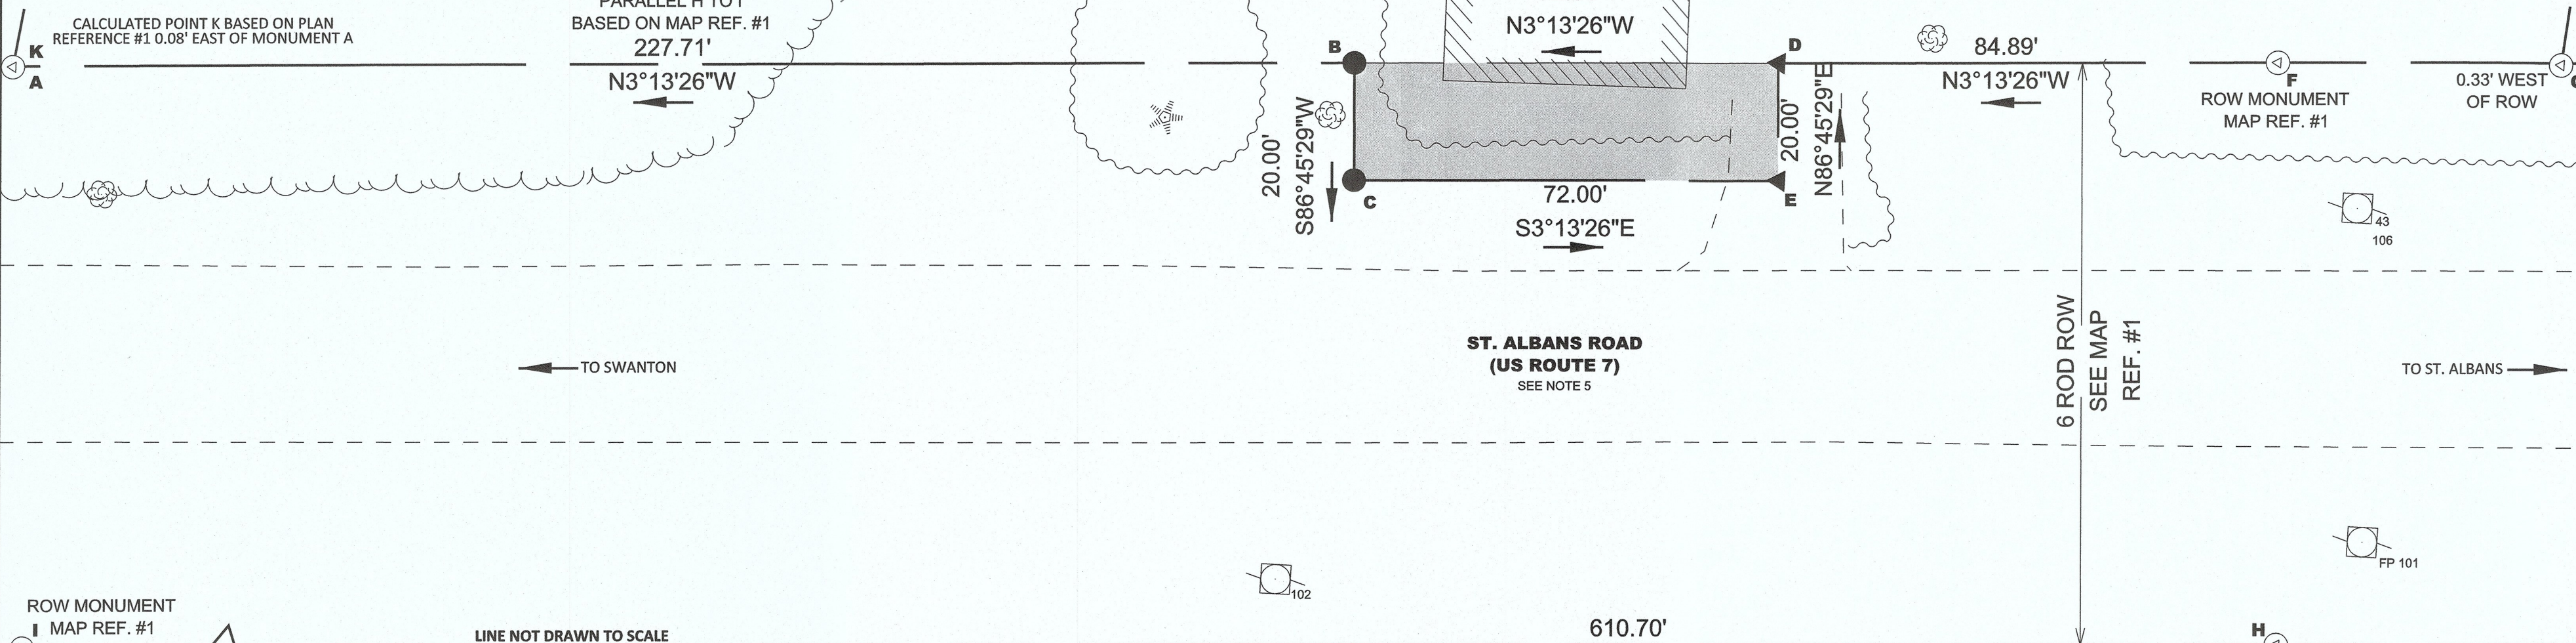 CALCULATED POINT K BASED ON PLAN
REFERENCE #1 0.08' EAST OF MONUMENT A
K
A
PARALLEL H TO I
BASED ON MAP REF. #1
227.71'
N3°13'26"W
B
N3°13'26"W
D
84.89'
N3°13'26"W
F
ROW MONUMENT
MAP REF. #1
0.33' WEST
OF ROW
20.00'
S86°45'29"W
C
72.00'
S3°13'26"E
20.00'
N86°45'29"E
E
43
106
6 ROD ROW
SEE MAP
REF. #1
ST. ALBANS ROAD
(US ROUTE 7)
SEE NOTE 5
TO SWANTON
TO ST. ALBANS
102
FP 101
ROW MONUMENT
I MAP REF. #1
LINE NOT DRAWN TO SCALE
610.70'
H